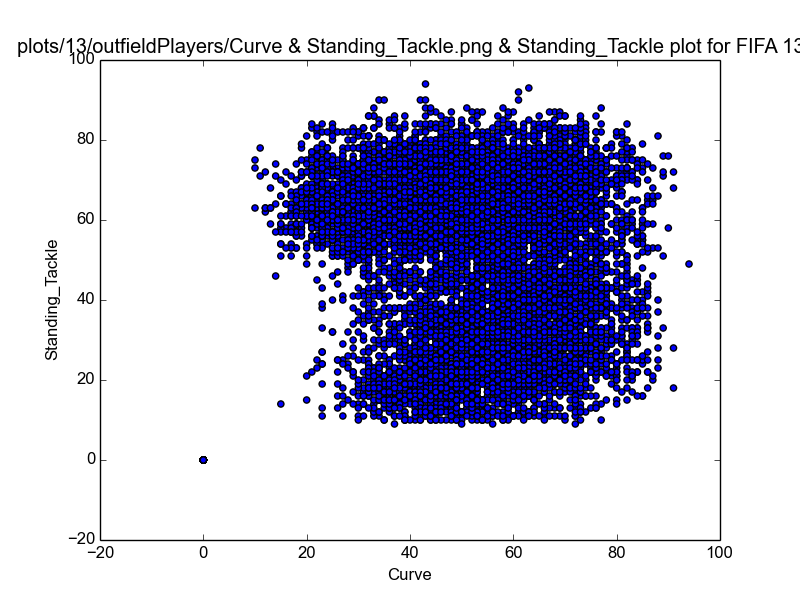 plots/13/outfieldPlayers/Curve & Standing_Tackle.png & Standing_Tackle plot for FIFA 13
100
80
60
40
20
0
−20
Standing_Tackle
−20 0 20 40 60 80 100
Curve